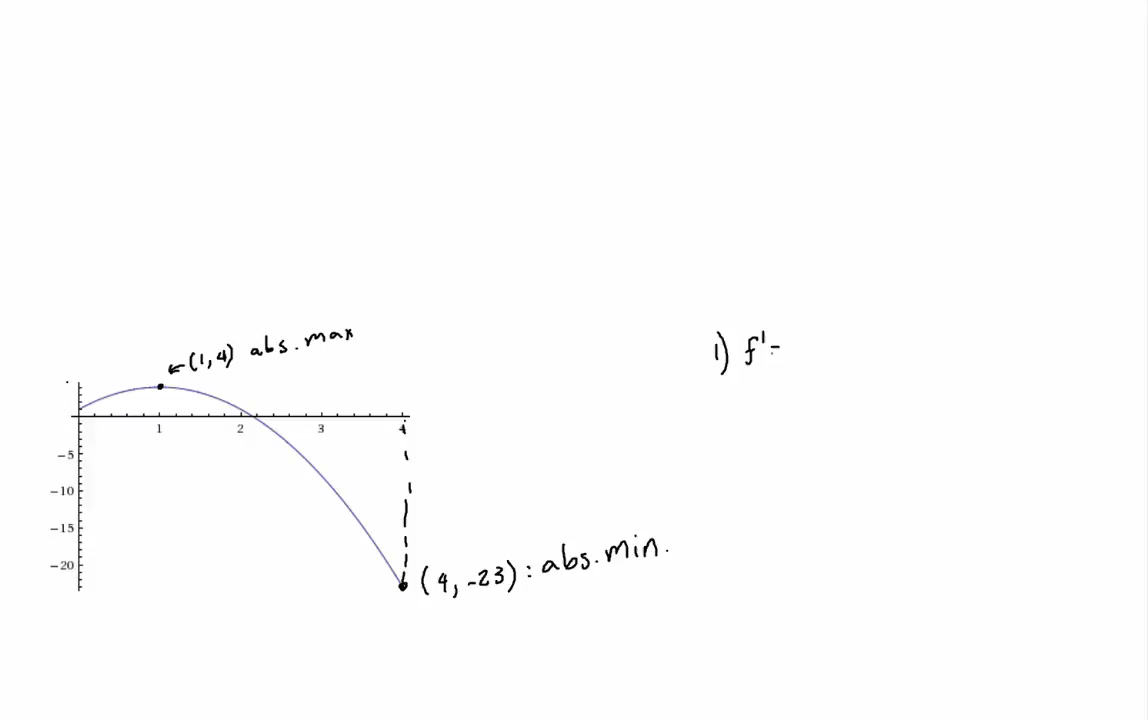 ←(1,4) abs.max
1) f'=
1 2 3 4
-5
-10
-15
-20
(4, -23): abs.min.